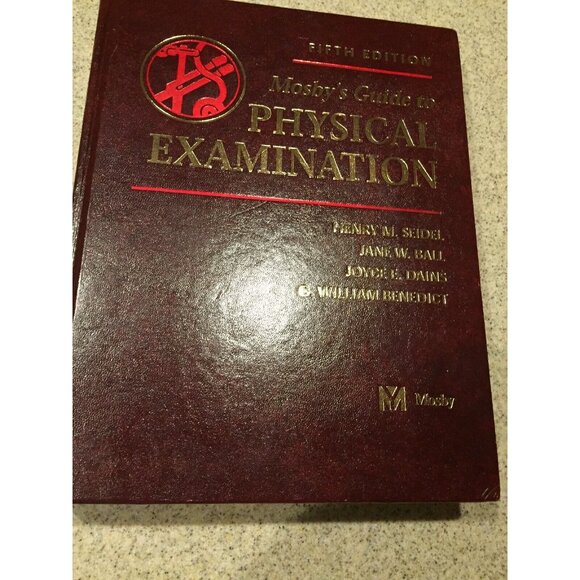 FIFTH EDITION
Mosby's Guide to
PHYSICAL
EXAMINATION
HENRY M. SEIDEL
JANE W. BALL
JOYCE E. DAINS
G. WILLIAM BENEDICT
Mosby